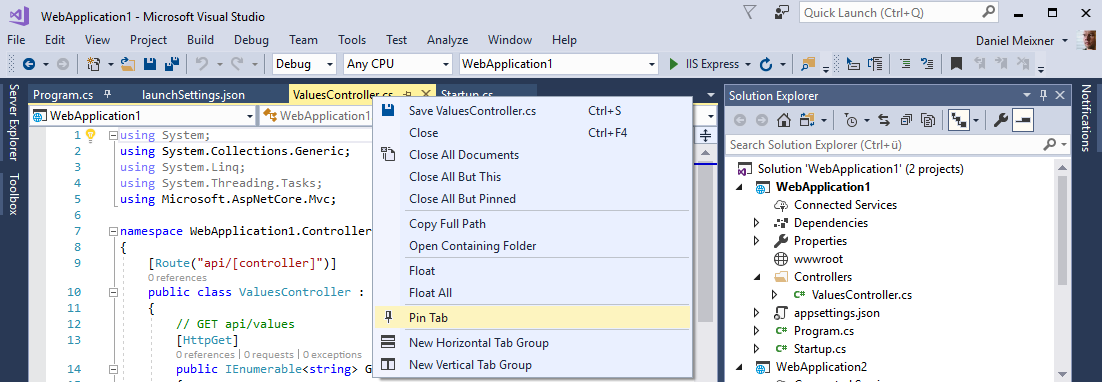 WebApplication1 - Microsoft Visual Studio
Quick Launch (Ctrl+Q)
File Edit View Project Build Debug Team Tools Test Analyze Window Help
Daniel Meixner
Debug Any CPU WebApplication1 IIS Express
Server Explorer
Toolbox
Program.cs launchSettings.json ValuesController.cs Startup.cs
WebApplication1 WebApplication1
1 using System;
2 using System.Collections.Generic;
3 using System.Linq;
4 using System.Threading.Tasks;
5 using Microsoft.AspNetCore.Mvc;
6
7 namespace WebApplication1.Controller
8 {
9 [Route("api/[controller]")]
0 references
10 public class ValuesController :
11 {
12 // GET api/values
13 [HttpGet]
0 references | 0 requests | 0 exceptions
14 public IEnumerable<string> G
Save ValuesController.cs Ctrl+S
Close Ctrl+F4
Close All Documents
Close All But This
Close All But Pinned
Copy Full Path
Open Containing Folder
Float
Float All
Pin Tab
New Horizontal Tab Group
New Vertical Tab Group
Solution Explorer
Search Solution Explorer (Ctrl+ü)
Solution 'WebApplication1' (2 projects)
WebApplication1
Connected Services
Dependencies
Properties
wwwroot
Controllers
C# ValuesController.cs
appsettings.json
C# Program.cs
C# Startup.cs
WebApplication2
Notifications